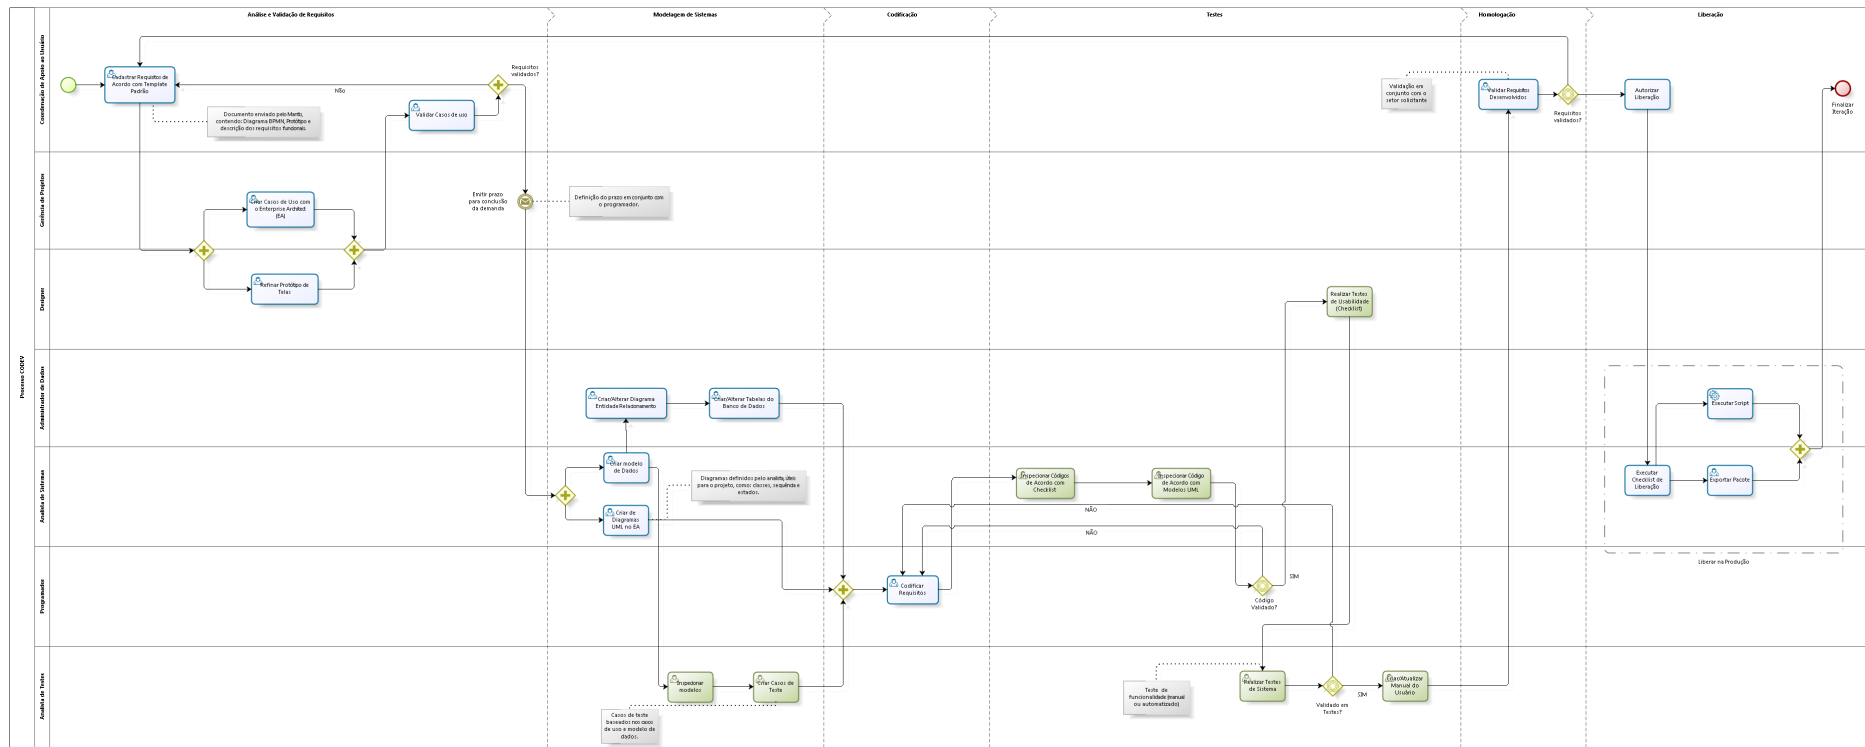 Análise e Validação de Requisitos
Modelagem de Sistemas
Codificação
Testes
Homologação
Liberação
Processo CODEV
Coordenação de Apoio ao Usuário
Cadastrar Requisitos de
Acordo com Template
Padrão
Documento enviado pelo Mantis,
contendo: Diagrama BPMN, Protótipo e
descrição dos requisitos funcionais.
NÃO
Validar Casos de uso
Requisitos
validados?
Validação em
conjunto com o
setor solicitante
Validar Requisitos
Desenvolvidos
Requisitos
validados?
Autorizar
Liberação
Finalizar
Iteração
Gerência de Projetos
Criar Casos de Uso com
o Enterprise Architect
(EA)
Emitir prazo
para conclusão
da demanda
Definição do prazo em conjunto com
o programador.
Designer
Refinar Protótipo de
Telas
Realizar Testes
de Usabilidade
(Checklist)
Administrador de Dados
Criar/Alterar Diagrama
Entidade Relacionamento
Criar/Alterar Tabelas do
Banco de Dados
Executar Script
Analista de Sistemas
Criar modelo
de Dados
Diagramas definidos pelo analista, úteis
para o projeto, como: classes, sequência e
estados.
Criar de
Diagramas
UML no EA
Inspecionar Códigos
de Acordo com
Checklist
Inspecionar Código
de Acordo com
Modelos UML
NÃO
NÃO
Executar
Checklist de
Liberação
Exportar Pacote
Liberar na Produção
Programador
Codificar
Requisitos
SIM
Código
Validado?
Analista de Testes
Inspecionar
modelos
Criar Casos de
Teste
Casos de teste
baseados nos casos
de uso e modelo de
dados.
Teste de
funcionalidade (manual
ou automatizado)
Realizar Testes
de Sistema
Validado em
Testes?
SIM
Manual do
Usuário